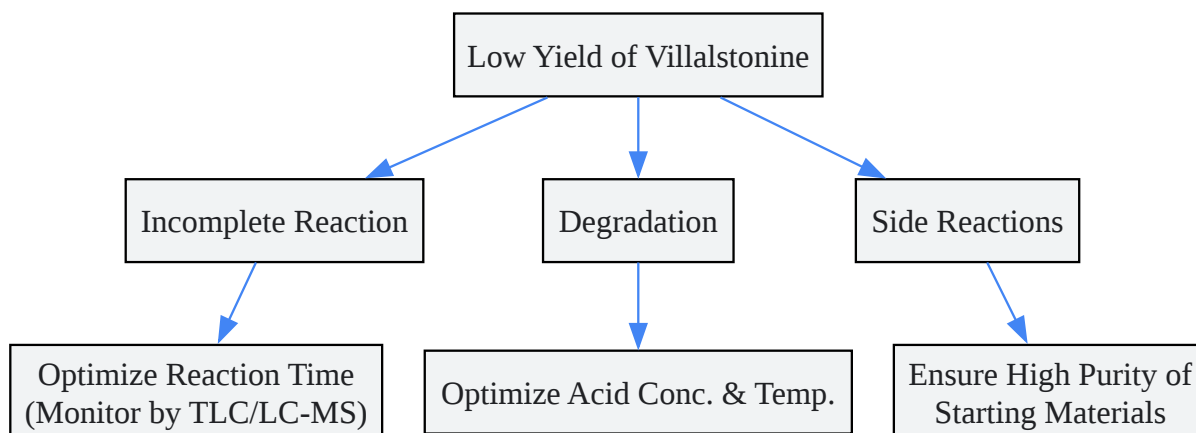 Low Yield of Villalstonine
Incomplete Reaction
Degradation
Side Reactions
Optimize Reaction Time
(Monitor by TLC/LC-MS)
Optimize Acid Conc. & Temp.
Ensure High Purity of
Starting Materials